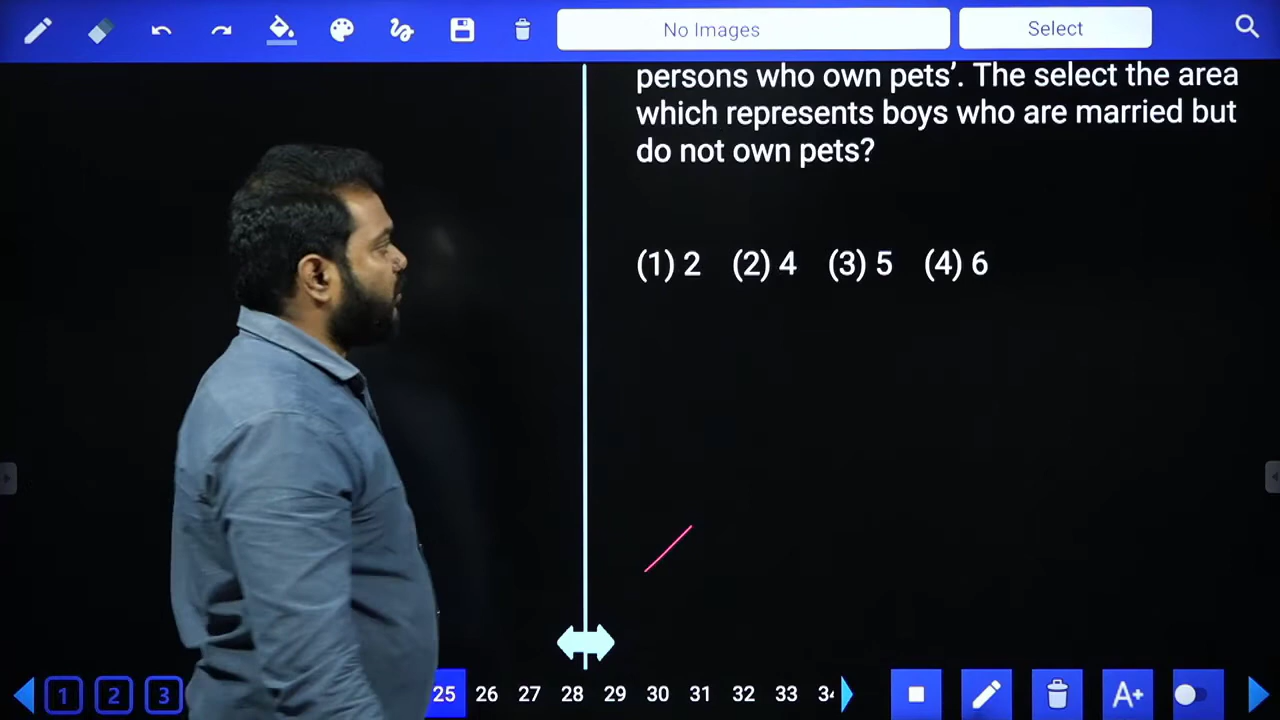 No Images
Select
persons who own pets’. The select the area
which represents boys who are married but
do not own pets?
(1) 2 (2) 4 (3) 5 (4) 6
1 2 3 25 26 27 28 29 30 31 32 33
A+